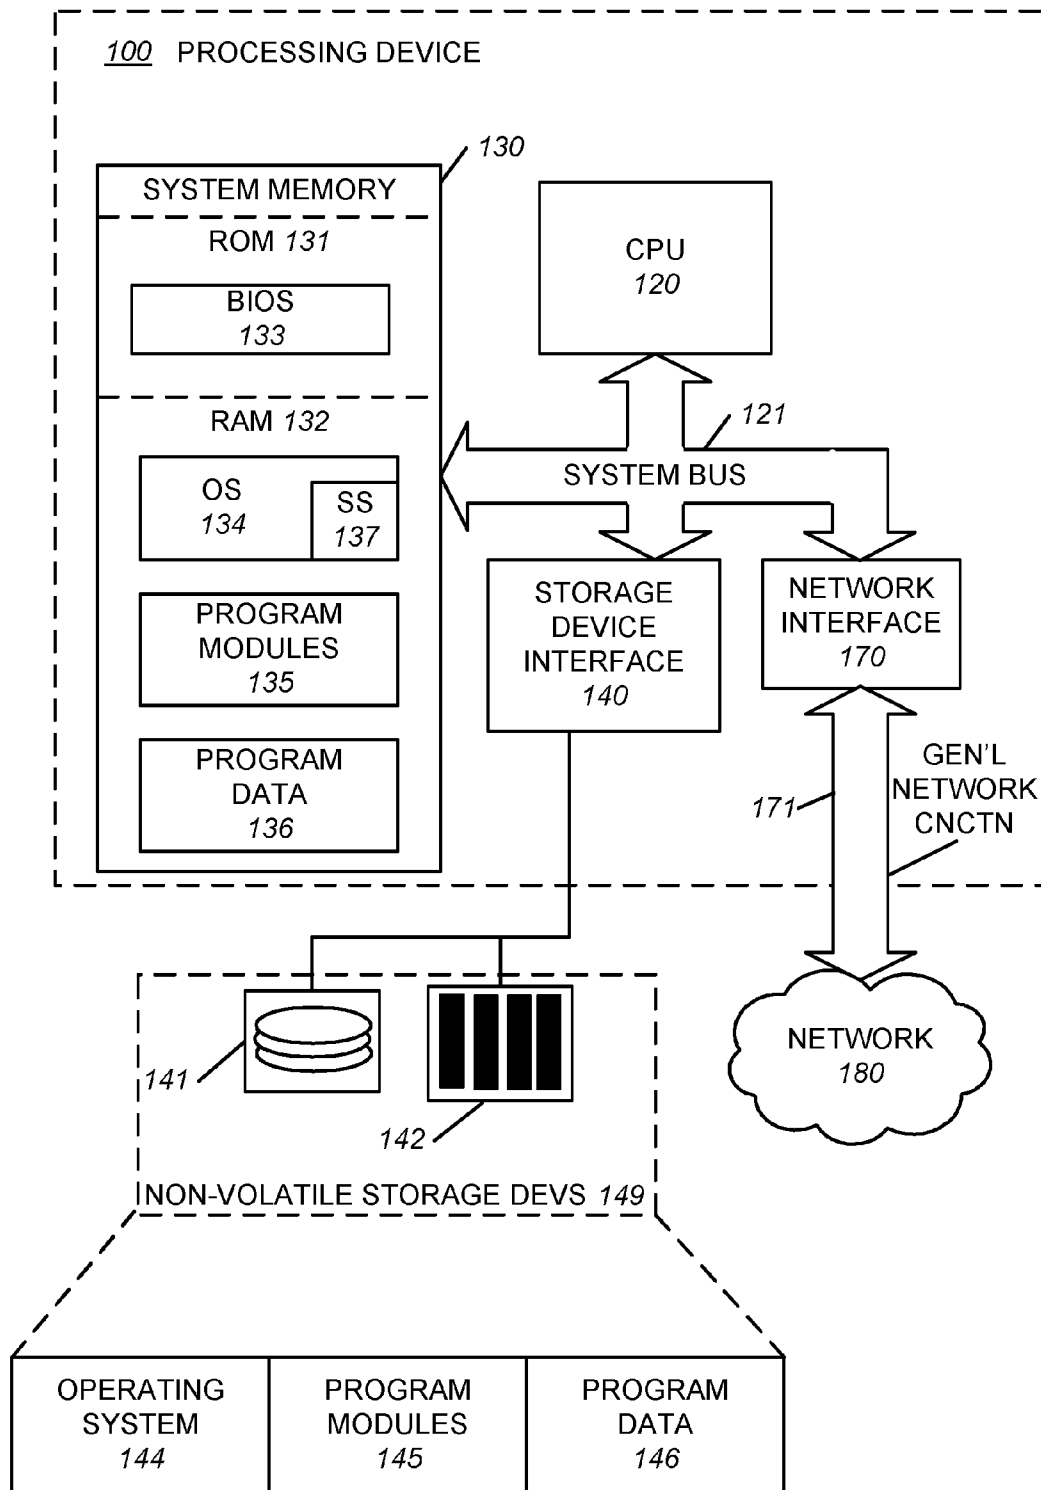 100 PROCESSING DEVICE
130
SYSTEM MEMORY
ROM 131
BIOS
133
RAM 132
OS
134
SS
137
PROGRAM
MODULES
135
PROGRAM
DATA
136
CPU
120
121
SYSTEM BUS
STORAGE
DEVICE
INTERFACE
140
NETWORK
INTERFACE
170
171
GEN'L
NETWORK
CNCTN
141
142
NON-VOLATILE STORAGE DEVS 149
NETWORK
180
OPERATING
SYSTEM
144
PROGRAM
MODULES
145
PROGRAM
DATA
146